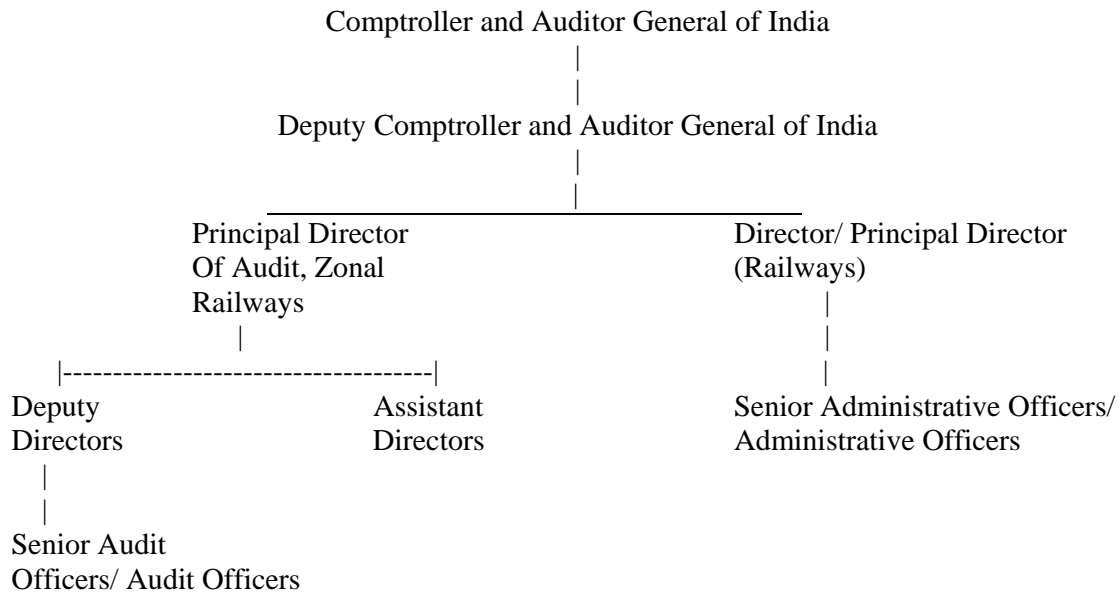 Comptroller and Auditor General of India
Deputy Comptroller and Auditor General of India
Principal Director
Of Audit, Zonal
Railways
Director/ Principal Director
(Railways)
Deputy
Directors
Assistant
Directors
Senior Administrative Officers/
Administrative Officers
Senior Audit
Officers/ Audit Officers